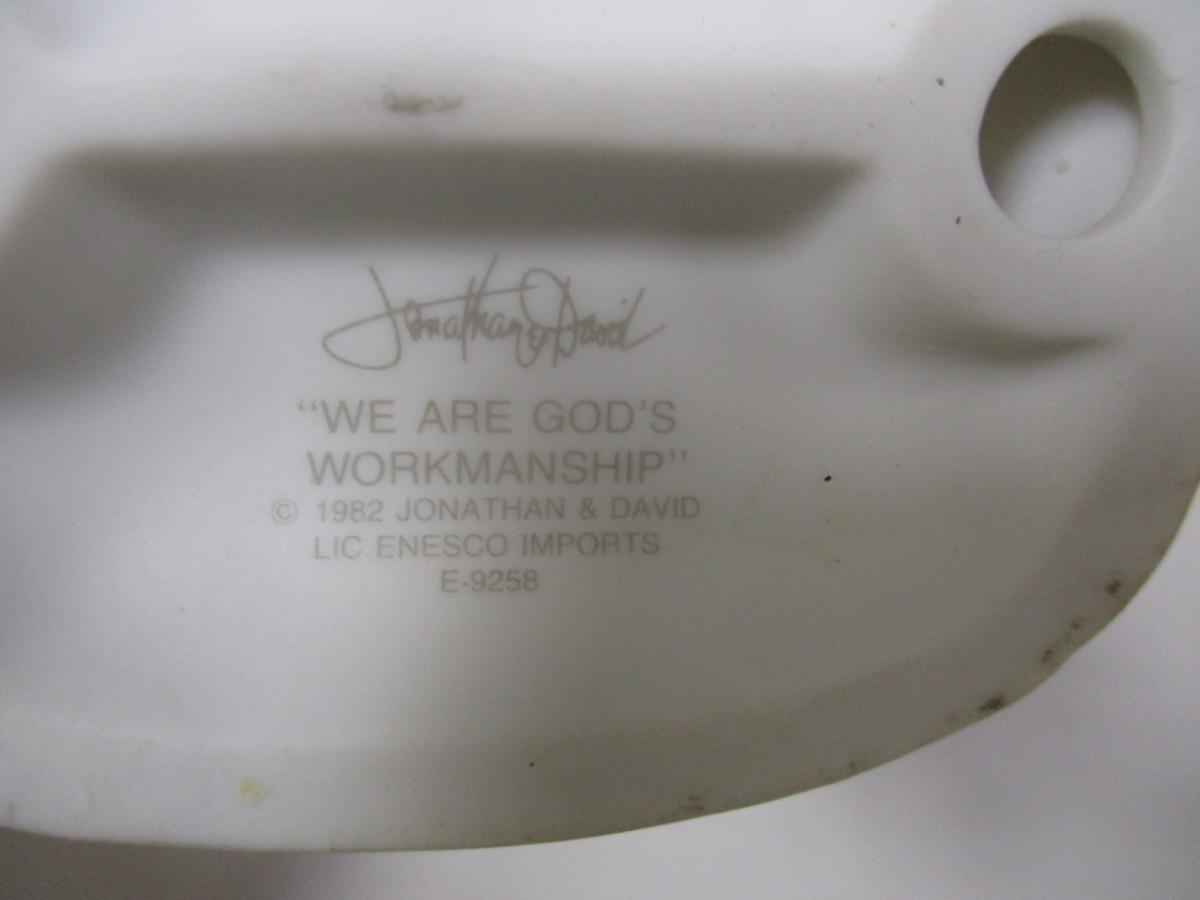 Jonathan & David
“WE ARE GOD'S
WORKMANSHIP”
© 1982 JONATHAN & DAVID
LIC. ENESCO IMPORTS
E-9258